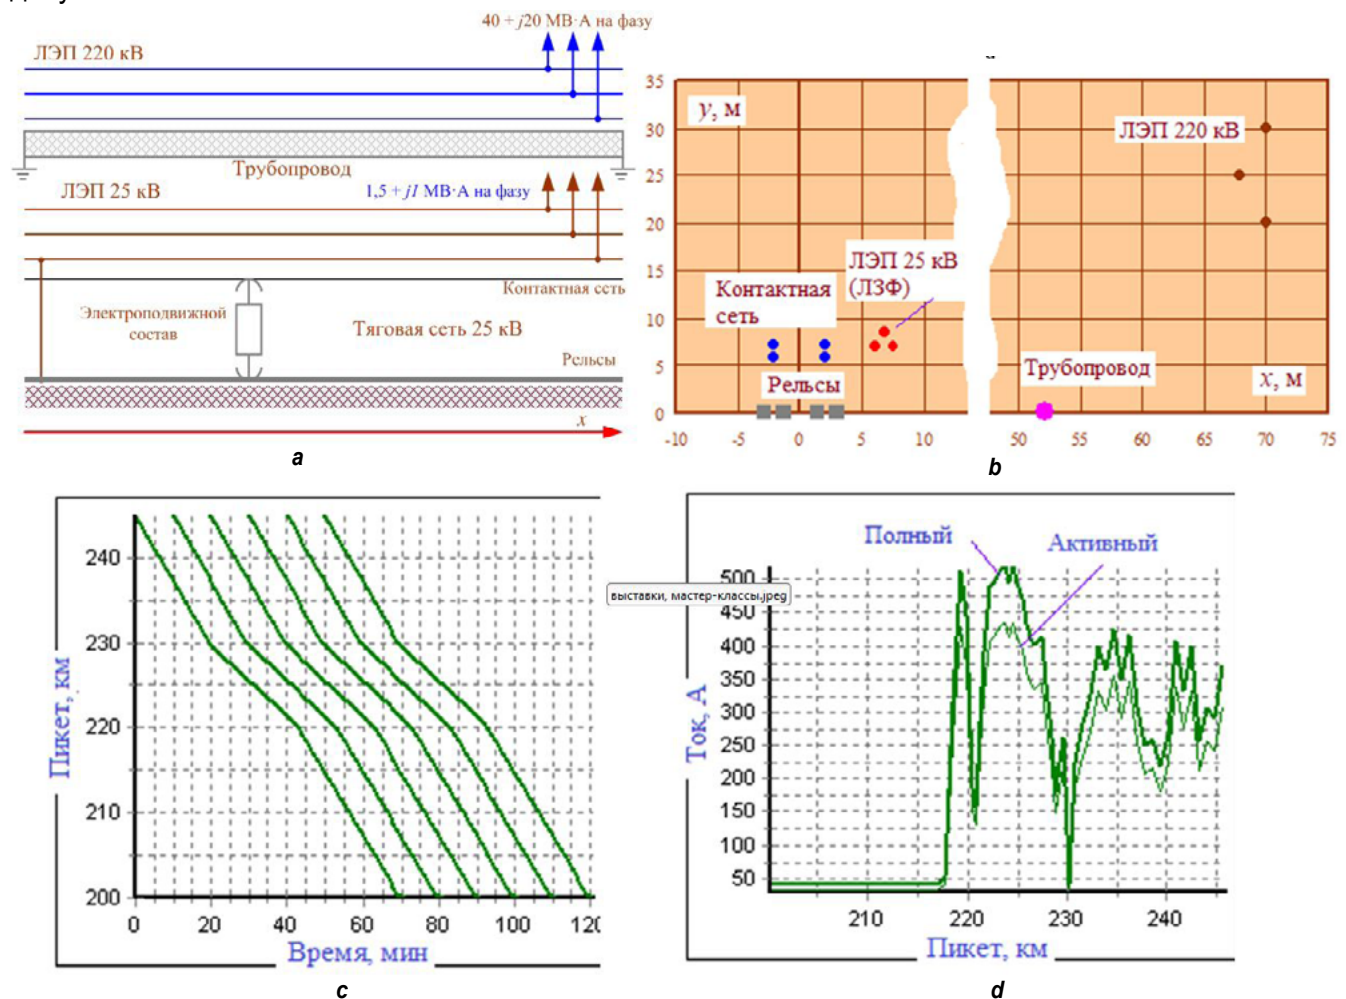 40 + j20 МВ·А на фазу
ЛЭП 220 кВ
Трубопровод
ЛЭП 25 кВ
1,5 + j1 МВ·А на фазу
Контактная сеть
Электроподвижной
состав
Тяговая сеть 25 кВ
Рельсы
x
a
y, м
35
30
25
20
15
10
5
0
ЛЭП 220 кВ
ЛЭП 25 кВ
(ЛЗФ)
Контактная
сеть
Рельсы
Трубопровод
x, м
-10 -5 0 5 10 50 55 60 65 70 75
b
Пикет, км
240
230
220
210
200
0 20 40 60 80 100 120
Время, мин
c
выставки, мастер-классы.jpeg
Полный
Активный
Ток, А
500
450
400
350
300
250
200
150
100
50
210 220 230 240
Пикет, км
d